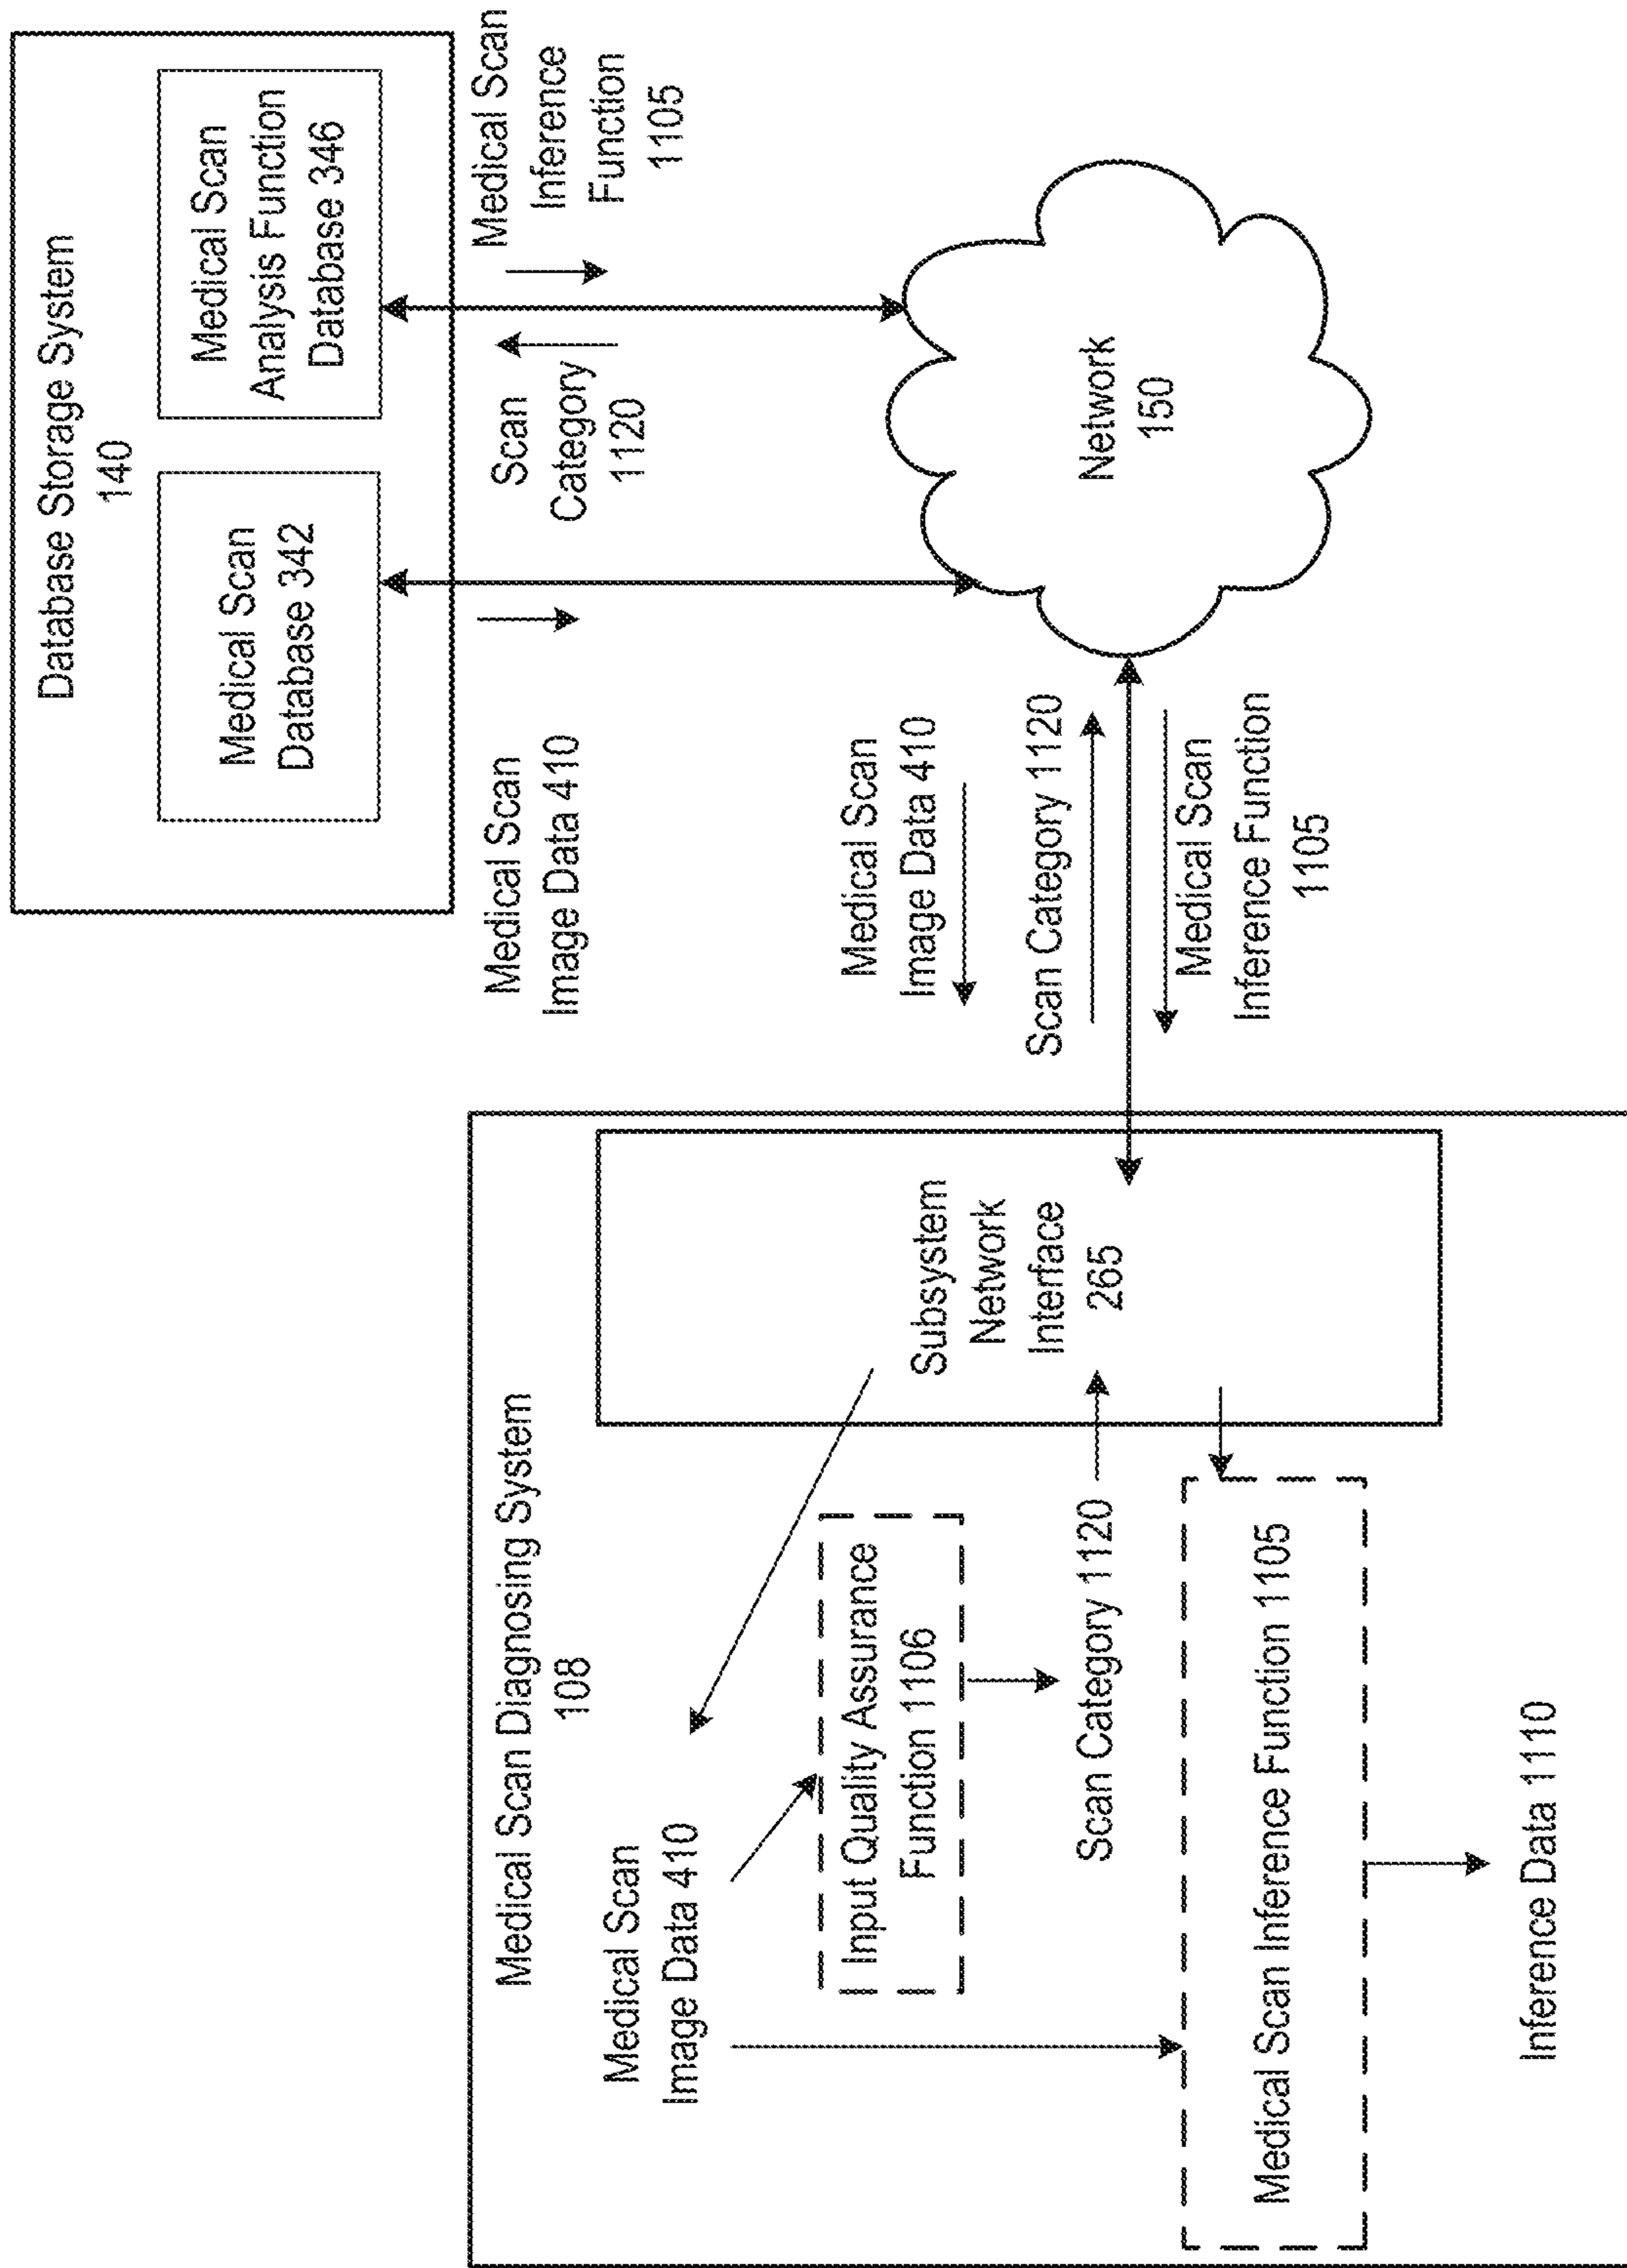 Medical Scan Diagnosing System
108
Medical Scan
Image Data 410
Input Quality Assurance
Function 1106
Scan Category 1120
Medical Scan Inference Function 1105
Inference Data 1110
Subsystem
Network
Interface
265
Database Storage System
140
Medical Scan
Database 342
Medical Scan
Analysis Function
Database 346
Medical Scan
Image Data 410
Scan
Category
1120
Medical Scan
Inference
Function
1105
Medical Scan
Image Data 410
Scan Category 1120
Medical Scan
Inference Function
1105
Network
150